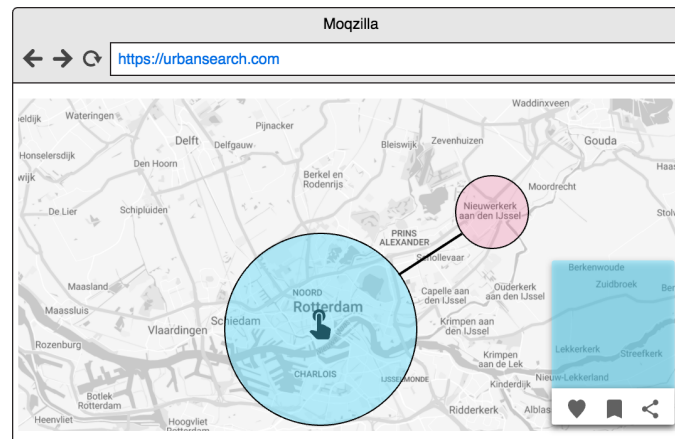 Moqzilla
https://urbansearch.com
Waddinxveen
Wateringen
Pijnacker
Delft
Delfgauw
Bleiswijk
Zevenhuizen
Gouda
Honselersdijk
Den Hoorn
Berkel en
Rodenrijs
wijk
Moordrecht
De Lier
Schipluiden
Nieuwerkerk
aan den IJssel
PRINS
ALEXANDER
Berkenwoude
Maasland
NOORD
Capelle aan
den IJssel
Ouderkerk
aan den IJssel
Zuidbroek
Maassluis
Rotterdam
Vlaardingen
Schiedam
Krimpen aan
den IJssel
Rozenburg
Lekkerkerk
Streefkerk
Krimpen
aan de Lek
CHARLOIS
Nieuw-Lekkerland
Kinderdijk
Botlek
Rotterdam
Ridderkerk
Alblas
Heenvliet
Hoogvliet
Rotterdam